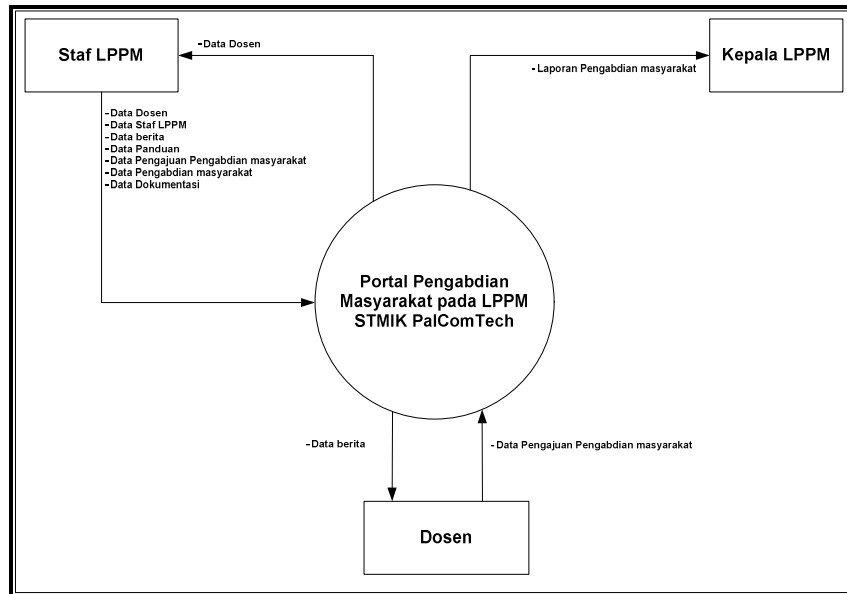 Staf LPPM
-Data Dosen
Kepala LPPM
-Laporan Pengabdian masyarakat
-Data Dosen
-Data Staf LPPM
-Data berita
-Data Panduan
-Data Pengajuan Pengabdian masyarakat
-Data Pengabdian masyarakat
-Data Dokumentasi
Portal Pengabdian
Masyarakat pada LPPM
STMIK PalComTech
-Data berita
-Data Pengajuan Pengabdian masyarakat
Dosen